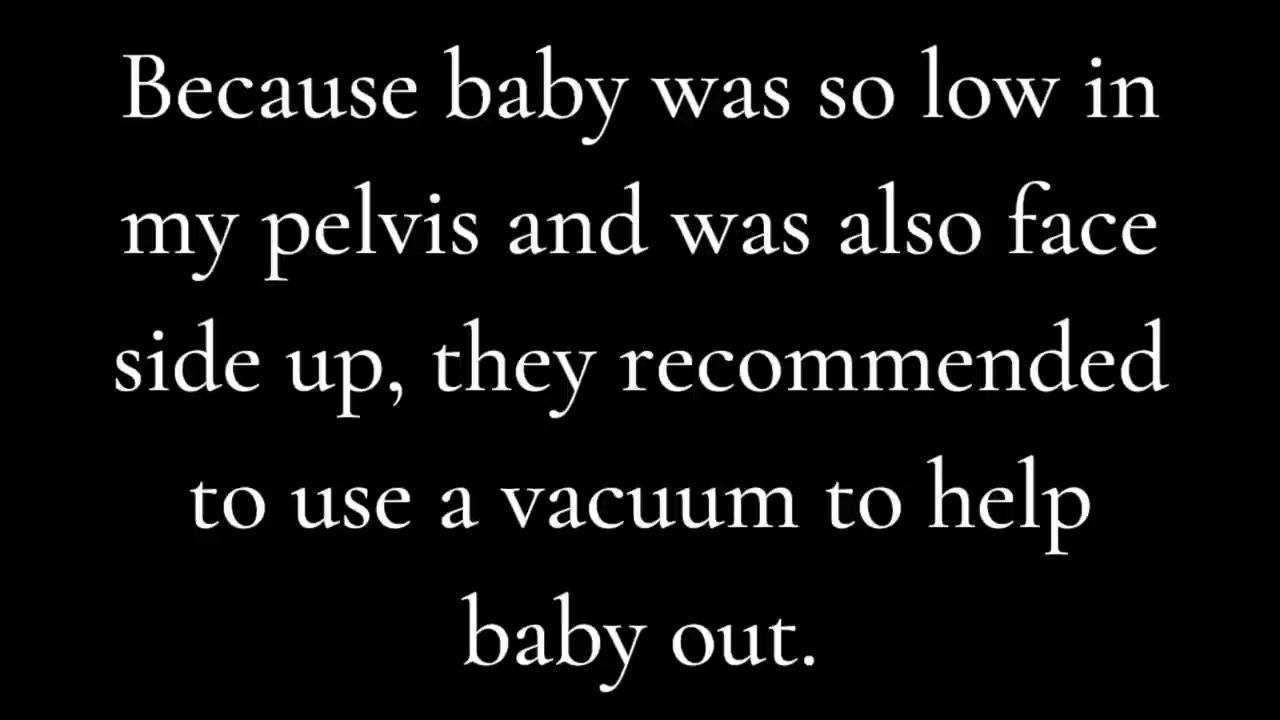 Because baby was so low in
my pelvis and was also face
side up, they recommended
to use a vacuum to help
baby out.